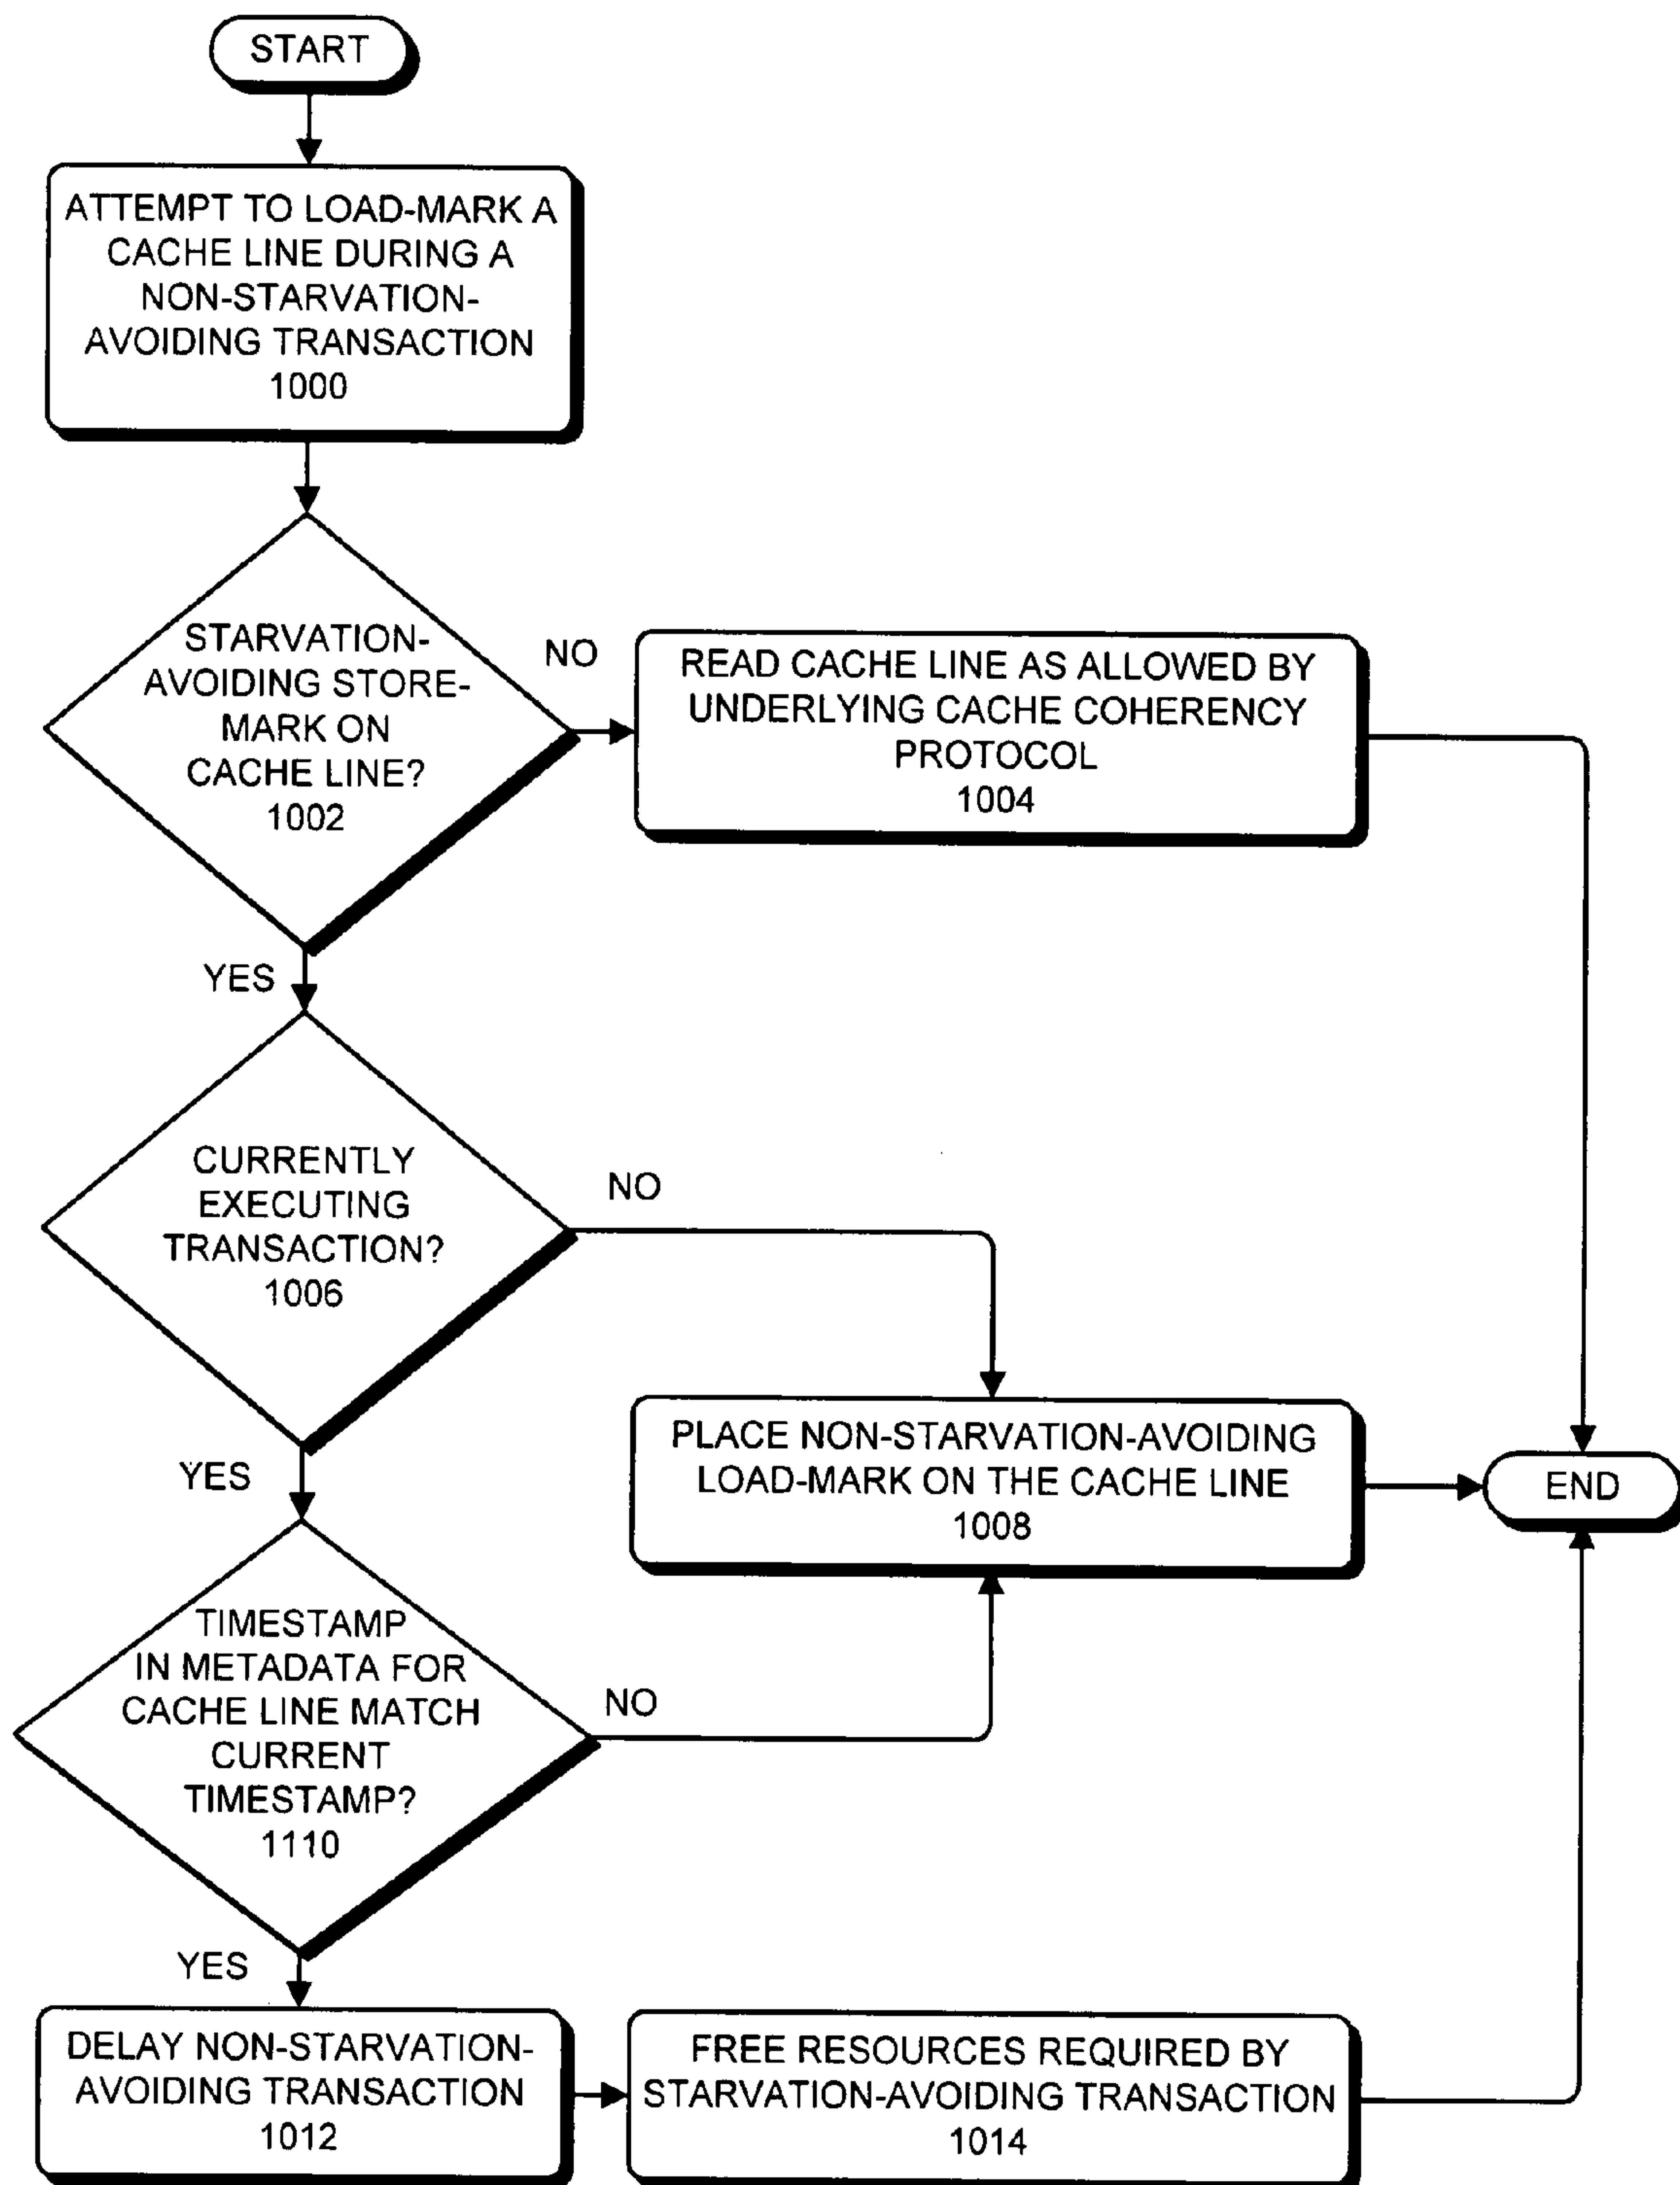 START
ATTEMPT TO LOAD-MARK A
CACHE LINE DURING A
NON-STARVATION-
AVOIDING TRANSACTION
1000
STARVATION-
AVOIDING STORE-
MARK ON
CACHE LINE?
1002
NO
READ CACHE LINE AS ALLOWED BY
UNDERLYING CACHE COHERENCY
PROTOCOL
1004
YES
CURRENTLY
EXECUTING
TRANSACTION?
1006
NO
PLACE NON-STARVATION-AVOIDING
LOAD-MARK ON THE CACHE LINE
1008
END
YES
TIMESTAMP
IN METADATA FOR
CACHE LINE MATCH
CURRENT
TIMESTAMP?
1110
NO
YES
DELAY NON-STARVATION-
AVOIDING TRANSACTION
1012
FREE RESOURCES REQUIRED BY
STARVATION-AVOIDING TRANSACTION
1014